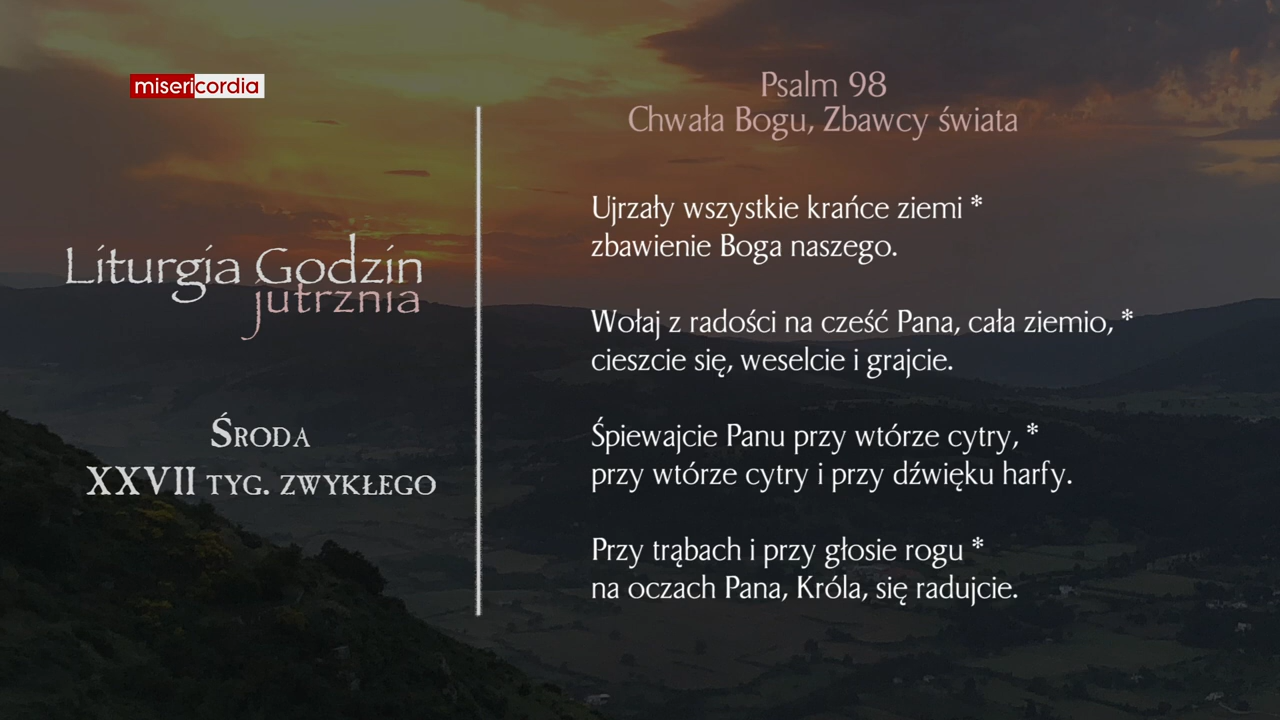 misericordia
Liturgia Godzin
jutrznia
Środa
XXVII tyg. zwykłego
Psalm 98
Chwała Bogu, Zbawcy świata
Ujrzały wszystkie krańce ziemi *
zbawienie Boga naszego.
Wołaj z radości na cześć Pana, cała ziemio, *
cieszcie się, weselcie i grajcie.
Śpiewajcie Panu przy wtórze cytry, *
przy wtórze cytry i przy dźwięku harfy.
Przy trąbach i przy głosie rogu *
na oczach Pana, Króla, się radujcie.